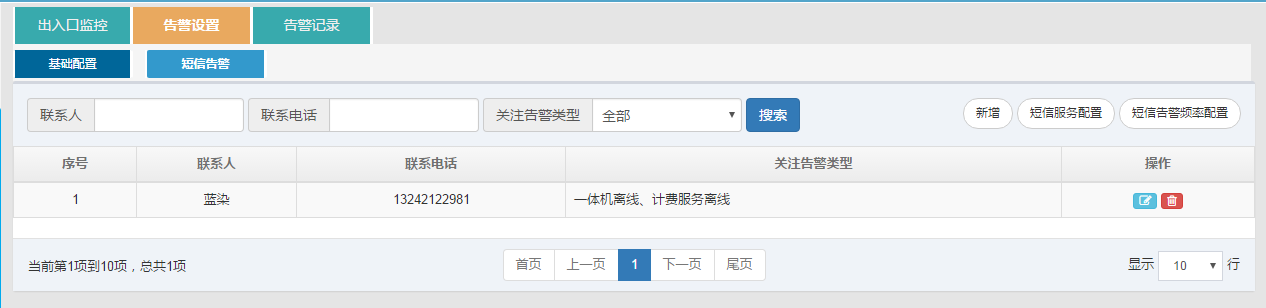 出入口监控 告警设置 告警记录
基础配置 短信告警
联系人 联系电话 关注告警类型 全部 搜索 新增 短信服务配置 短信告警频率配置
序号 联系人 联系电话 关注告警类型 操作
1 蓝染 13242122981 一体机离线、计费服务离线
当前第1项到10项，总共1项 首页 上一页 1 下一页 尾页 显示 10 行